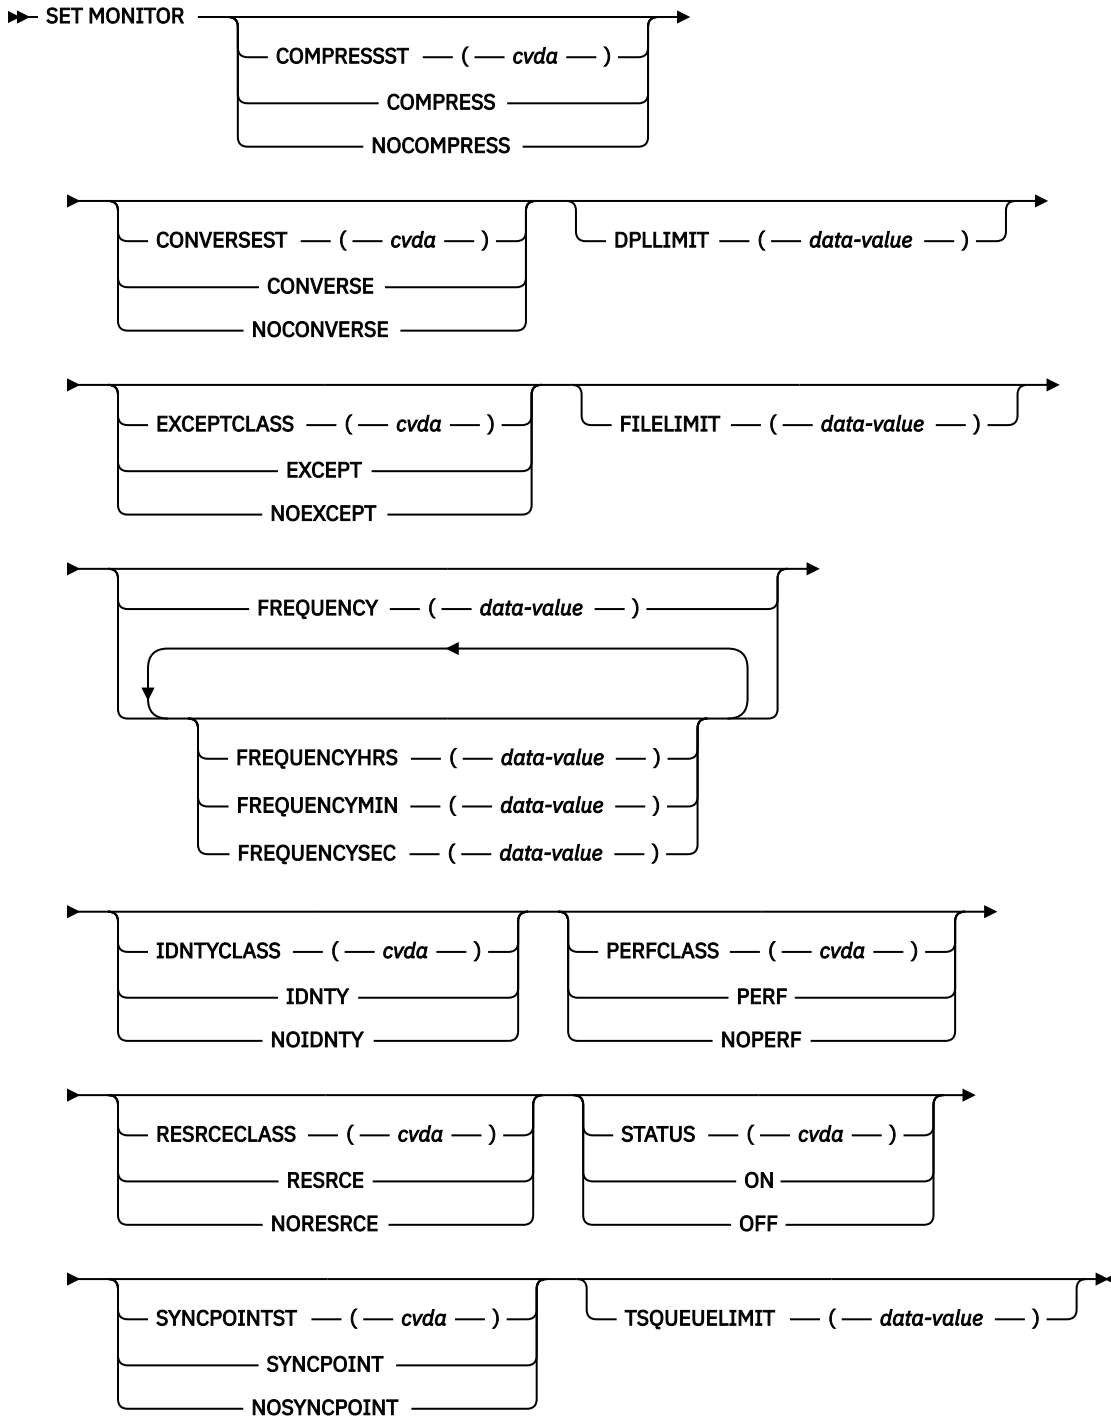 SET MONITOR
COMPRESSST ( cvda )
COMPRESS
NOCOMPRESS
CONVERSEST ( cvda ) DPLLIMIT ( data-value )
CONVERSE
NOCONVERSE
EXCEPTCLASS ( cvda ) FILELIMIT ( data-value )
EXCEPT
NOEXCEPT
FREQUENCY ( data-value )
FREQUENCYHRS ( data-value )
FREQUENCYMIN ( data-value )
FREQUENCYSEC ( data-value )
IDNTYCLASS ( cvda ) PERFCLASS ( cvda )
IDNTY PERF
NOIDNTY NOPERF
RESRCECLASS ( cvda ) STATUS ( cvda )
RESRCE ON
NORESRCE OFF
SYNCPOINTST ( cvda ) TSQUEUELIMIT ( data-value )
SYNCPOINT
NOSYNCPOINT